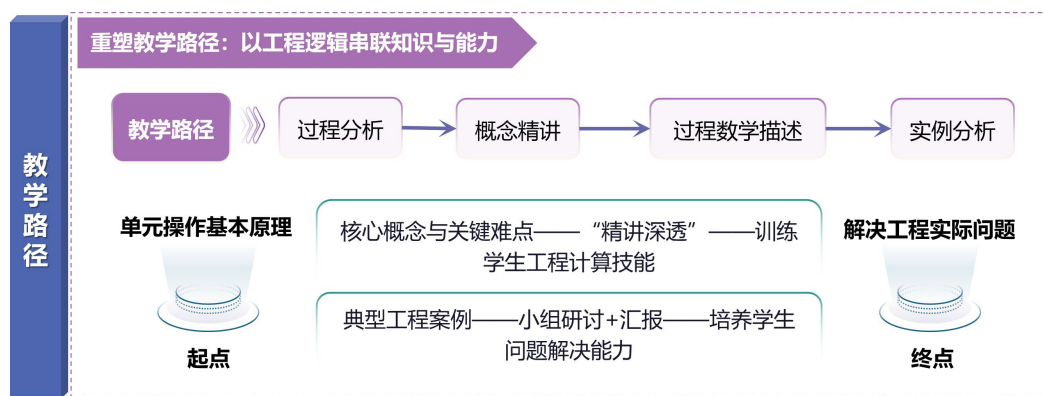 教学路径
重塑教学路径：以工程逻辑串联知识与能力
教学路径
过程分析
概念精讲
过程数学描述
实例分析
单元操作基本原理
起点
核心概念与关键难点——“精讲深透”——训练
学生工程计算技能
典型工程案例——小组研讨+汇报——培养学生
问题解决能力
解决工程实际问题
终点